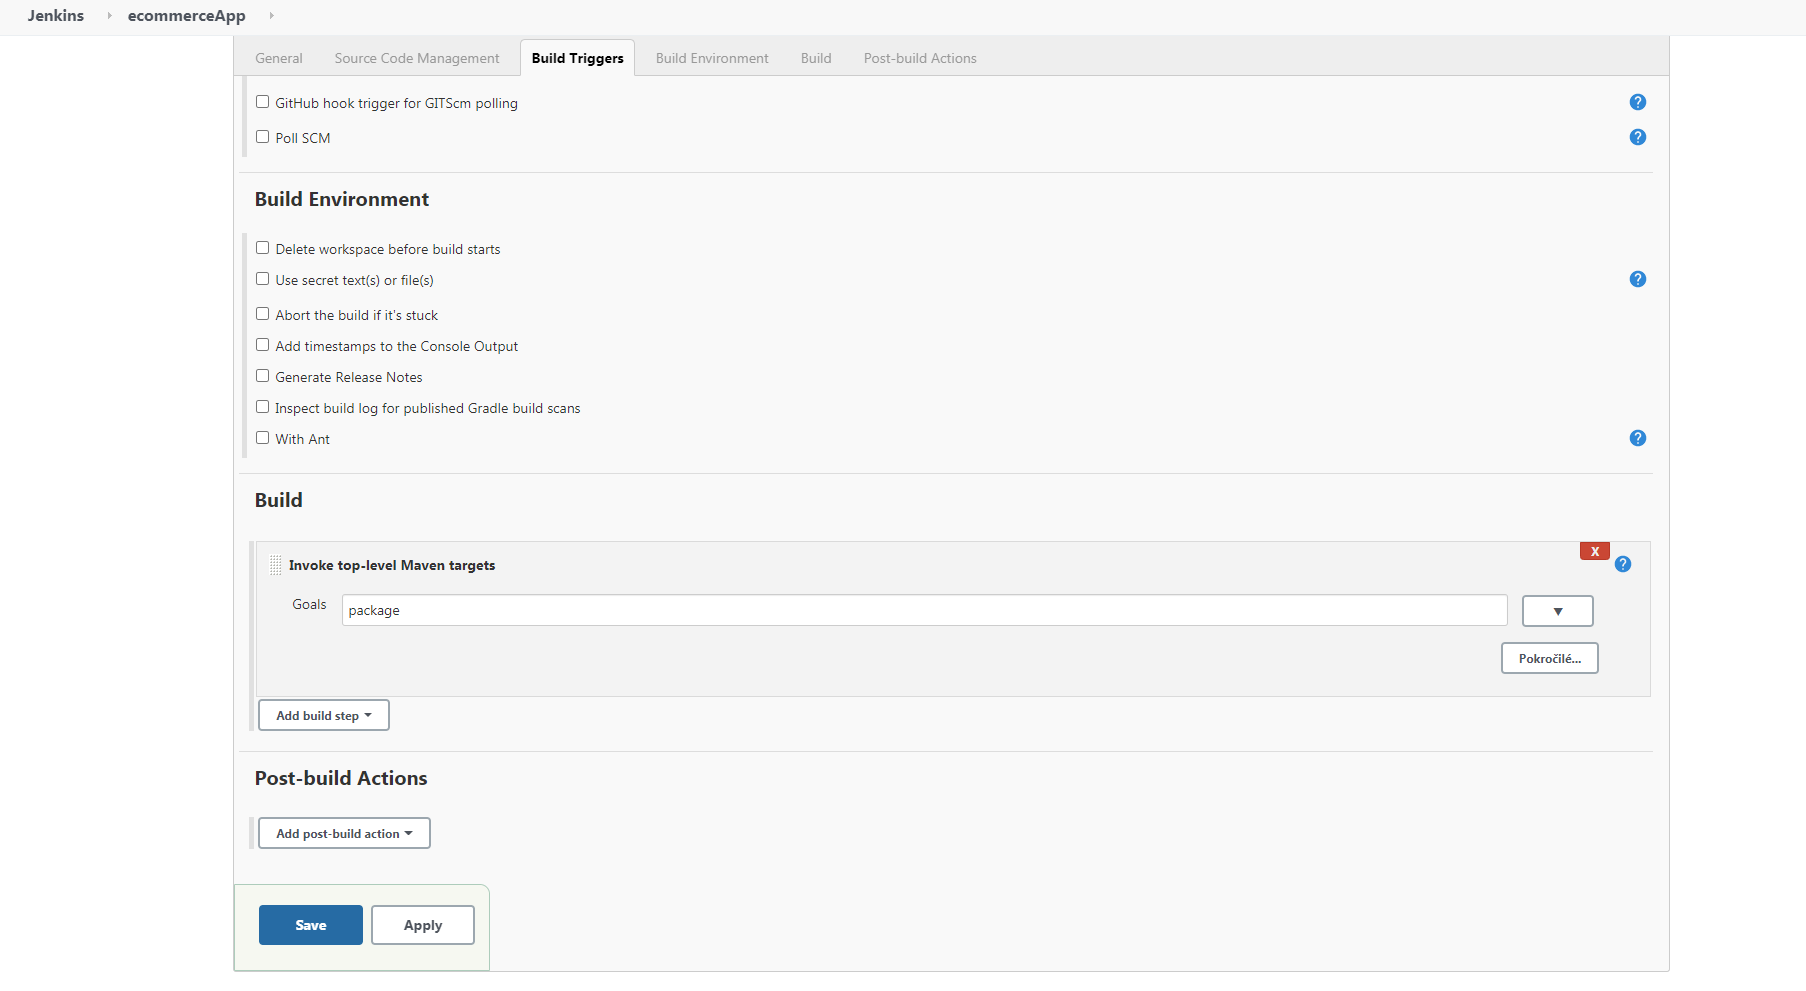 Jenkins ecommerceApp
General Source Code Management Build Triggers Build Environment Build Post-build Actions
GitHub hook trigger for GITScm polling ?
Poll SCM ?
Build Environment
Delete workspace before build starts
Use secret text(s) or file(s) ?
Abort the build if it's stuck
Add timestamps to the Console Output
Generate Release Notes
Inspect build log for published Gradle build scans
With Ant ?
Build
X
Invoke top-level Maven targets ?
Goals package
Pokročilé...
Add build step
Post-build Actions
Add post-build action
Save Apply